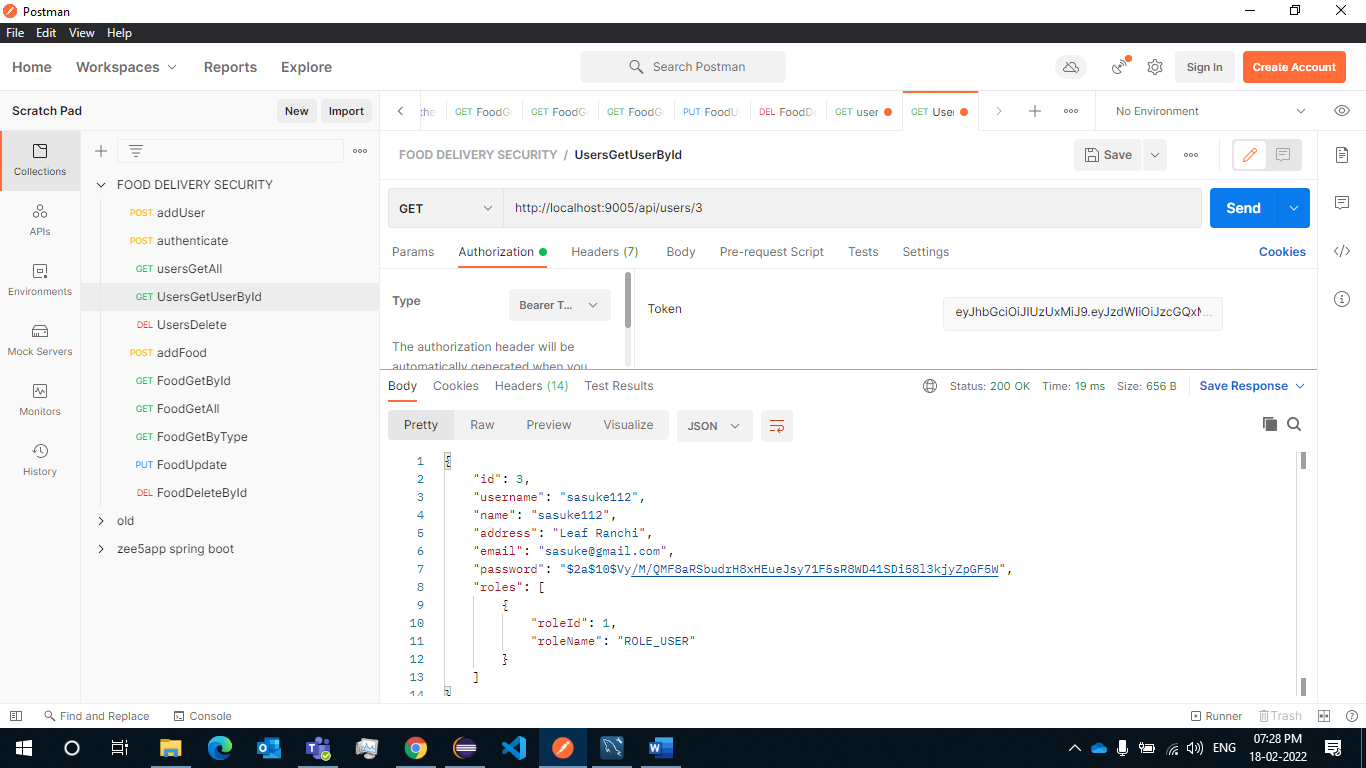 Postman
File Edit View Help
Home Workspaces Reports Explore Search Postman Sign In Create Account
Scratch Pad New Import
GET FoodG GET FoodG GET FoodG PUT FoodU DEL FoodD GET user GET User No Environment
Collections
APIs
Environments
Mock Servers
Monitors
History
FOOD DELIVERY SECURITY
POST addUser
POST authenticate
GET usersGetAll
GET UsersGetUserById
DEL UsersDelete
POST addFood
GET FoodGetById
GET FoodGetAll
GET FoodGetByType
PUT FoodUpdate
DEL FoodDeleteById
old
zee5app spring boot
FOOD DELIVERY SECURITY / UsersGetUserById Save
GET http://localhost:9005/api/users/3 Send
Params Authorization Headers (7) Body Pre-request Script Tests Settings Cookies
Type Bearer T... Token eyJhbGciOiJIUzUxMiJ9.eyJzdWIiOiJzcGQxM...
The authorization header will be
automatically generated when you
Body Cookies Headers (14) Test Results Status: 200 OK Time: 19 ms Size: 656 B Save Response
Pretty Raw Preview Visualize JSON
1 {
2 "id": 3,
3 "username": "sasuke112",
4 "name": "sasuke112",
5 "address": "Leaf Ranchi",
6 "email": "sasuke@gmail.com",
7 "password": "$2a$10$Vy/M/QMF8aRSbudrH8xHEueJsy71F5sR8WD41SDi58l3kjyZpGF5W",
8 "roles": [
9 {
10 "roleId": 1,
11 "roleName": "ROLE_USER"
12 }
13 ]
14 }
Find and Replace Console Runner Trash
ENG 07:28 PM
18-02-2022